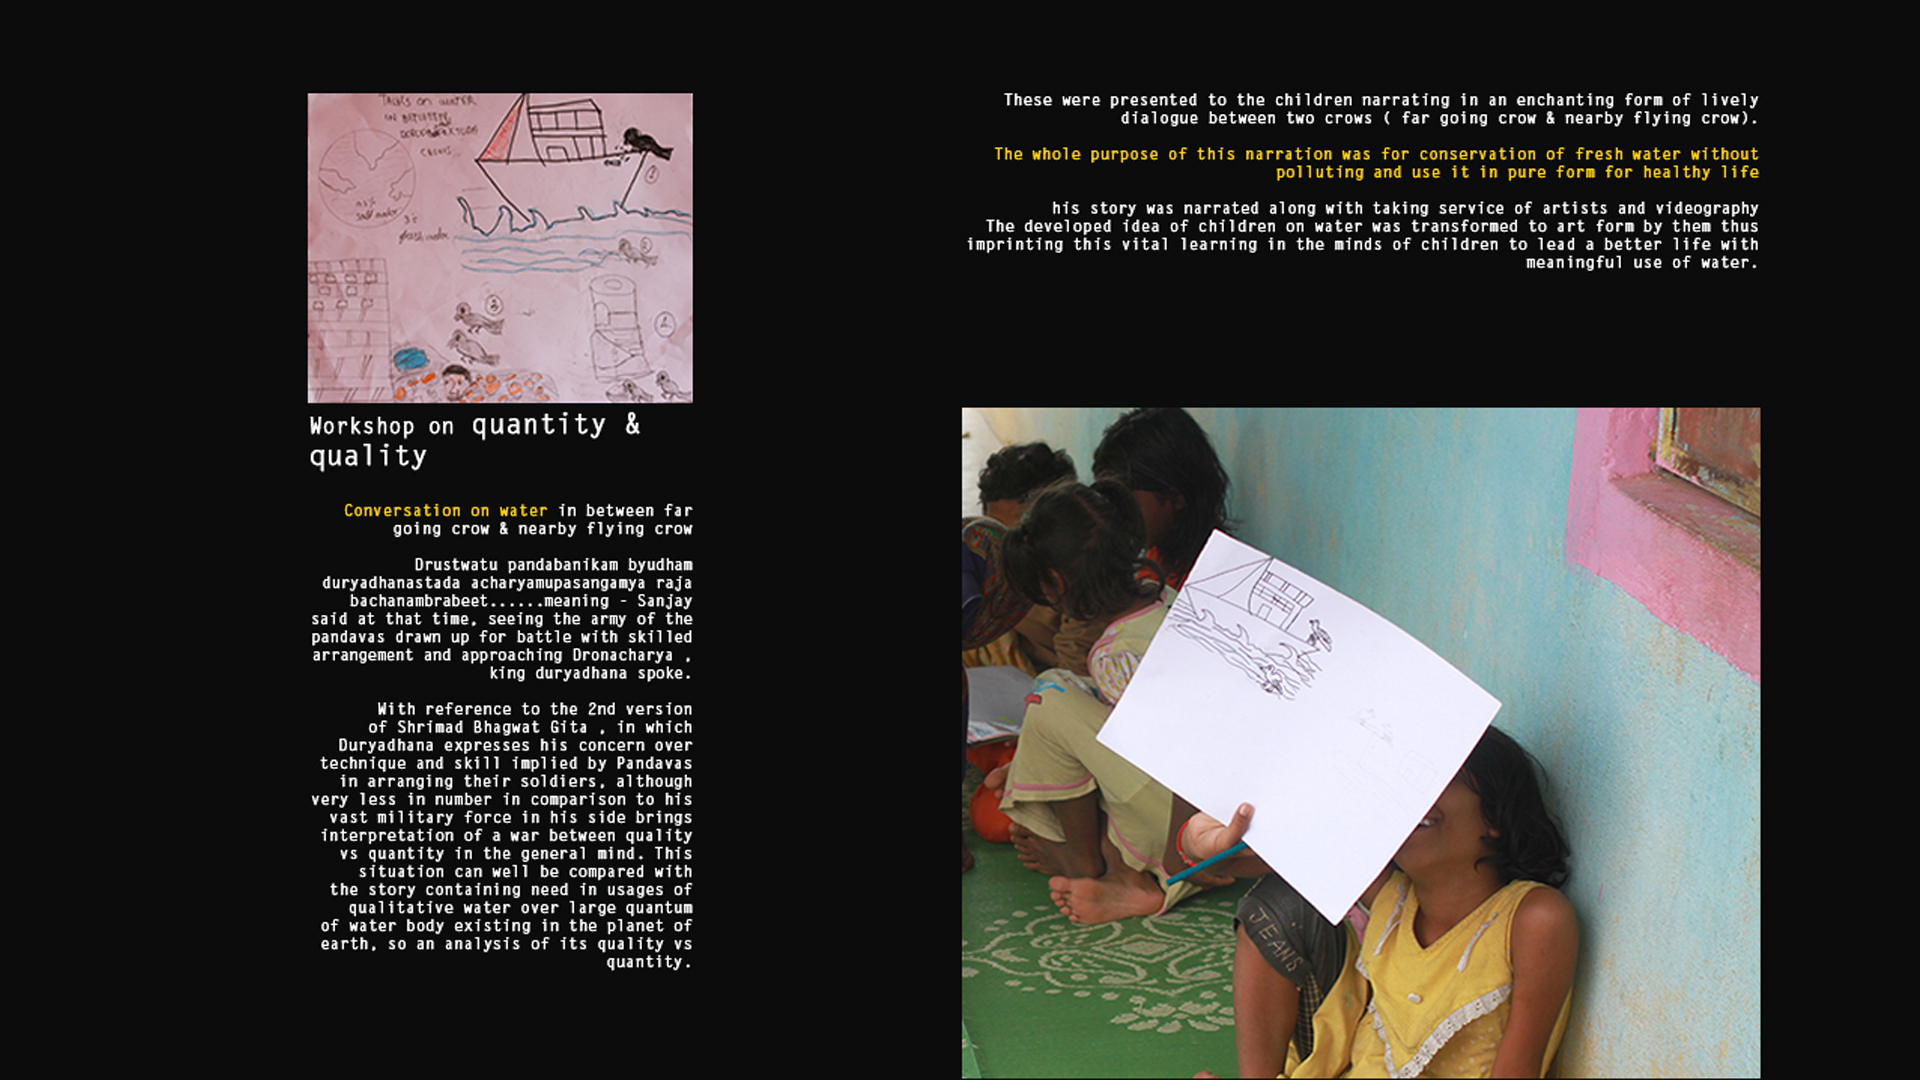 TALKS ON WATER
IN BETWEEN
CROWS...
salt water
3%
fresh water
1
2
3
2
Workshop on quantity &
quality
Conversation on water in between far
going crow & nearby flying crow
Drustwatu pandabanikam byudham
duryadhanastada acharyamupasangamya raja
bachanambrabeet......meaning - Sanjay
said at that time, seeing the army of the
pandavas drawn up for battle with skilled
arrangement and approaching Dronacharya ,
king duryadhana spoke.
With reference to the 2nd version
of Shrimad Bhagwat Gita , in which
Duryadhana expresses his concern over
technique and skill implied by Pandavas
in arranging their soldiers, although
very less in number in comparison to his
vast military force in his side brings
interpretation of a war between quality
vs quantity in the general mind. This
situation can well be compared with
the story containing need in usages of
qualitative water over large quantum
of water body existing in the planet of
earth, so an analysis of its quality vs
quantity.
These were presented to the children narrating in an enchanting form of lively
dialogue between two crows ( far going crow & nearby flying crow).
The whole purpose of this narration was for conservation of fresh water without
polluting and use it in pure form for healthy life
his story was narrated along with taking service of artists and videography
The developed idea of children on water was transformed to art form by them thus
imprinting this vital learning in the minds of children to lead a better life with
meaningful use of water.
JEANS